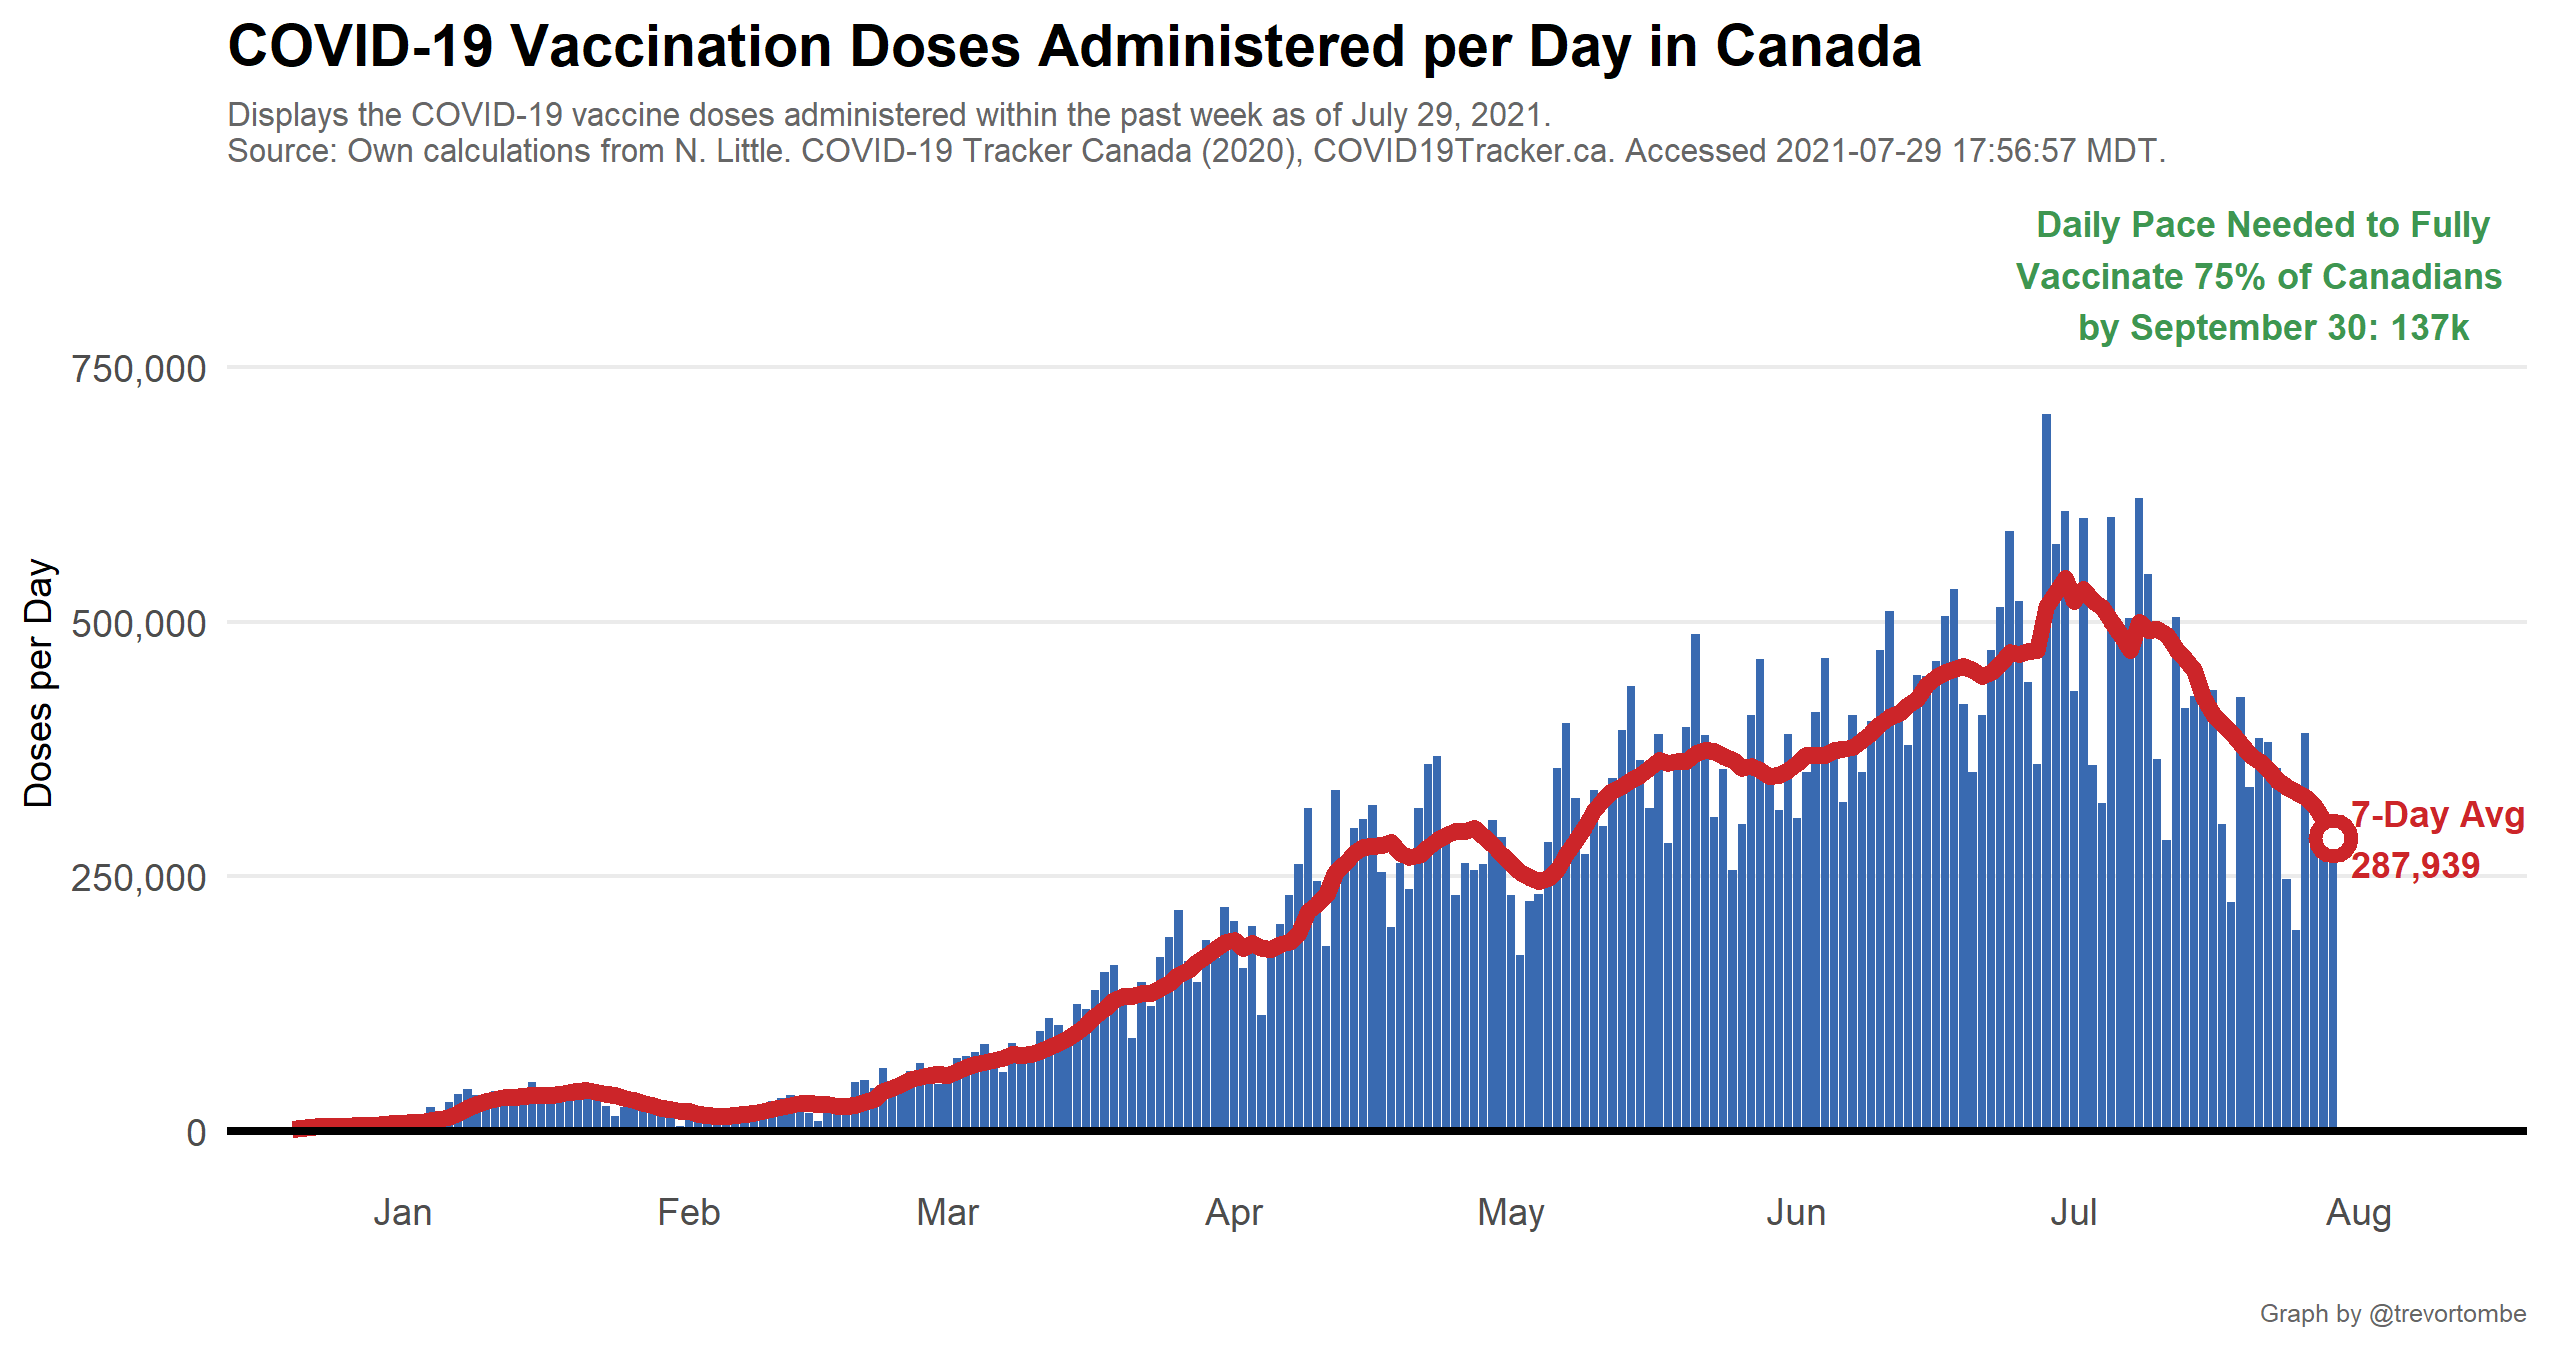 COVID-19 Vaccination Doses Administered per Day in Canada
Displays the COVID-19 vaccine doses administered within the past week as of July 29, 2021.
Source: Own calculations from N. Little. COVID-19 Tracker Canada (2020), COVID19Tracker.ca. Accessed 2021-07-29 17:56:57 MDT.
Daily Pace Needed to Fully
Vaccinate 75% of Canadians
by September 30: 137k
750,000
500,000
250,000
0
Doses per Day
7-Day Avg
287,939
Jan Feb Mar Apr May Jun Jul Aug
Graph by @trevortombe